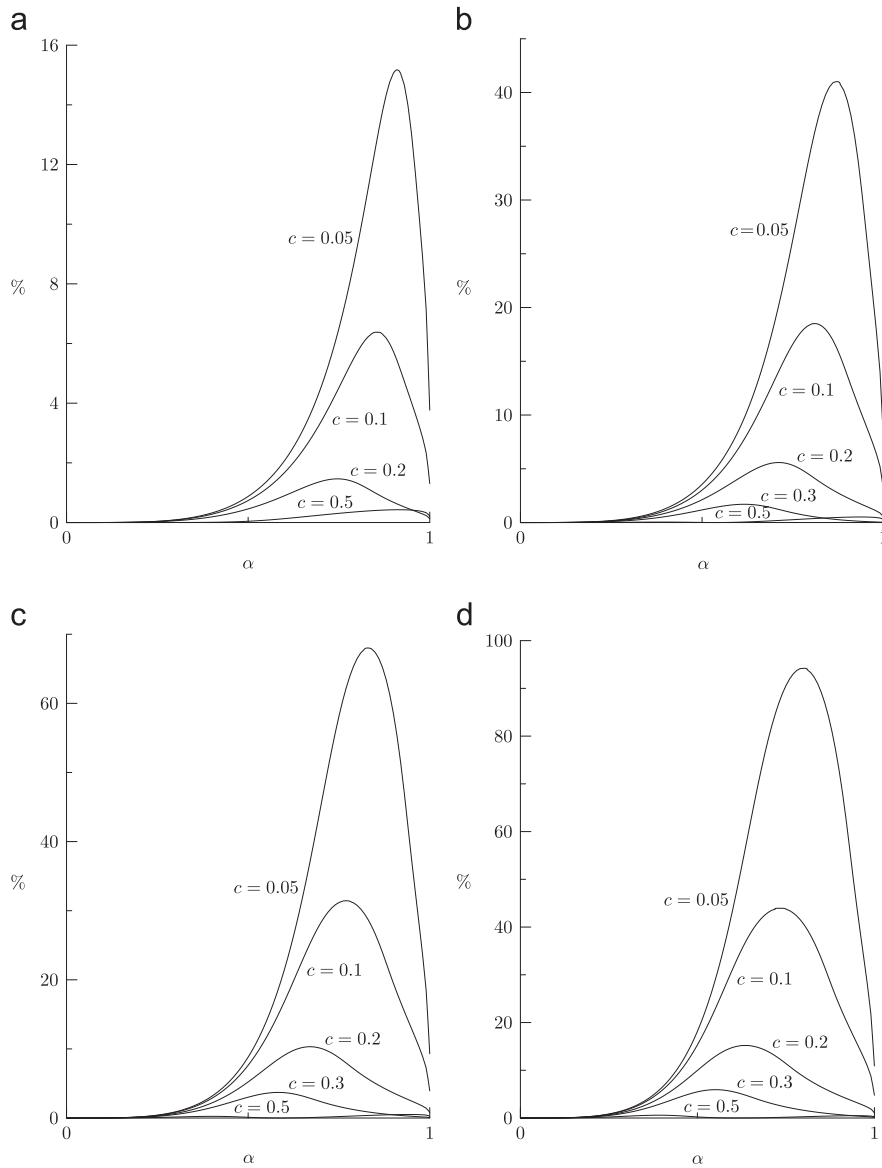 a
16
12
8
4
0
%
c = 0.05
c = 0.1
c = 0.2
c = 0.5
0
1
α
b
40
30
20
10
0
%
c = 0.05
c = 0.1
c = 0.2
c = 0.3
c = 0.5
0
1
α
c
60
40
20
0
%
c = 0.05
c = 0.1
c = 0.2
c = 0.3
c = 0.5
0
1
α
d
100
80
60
40
20
0
%
c = 0.05
c = 0.1
c = 0.2
c = 0.3
c = 0.5
0
1
α